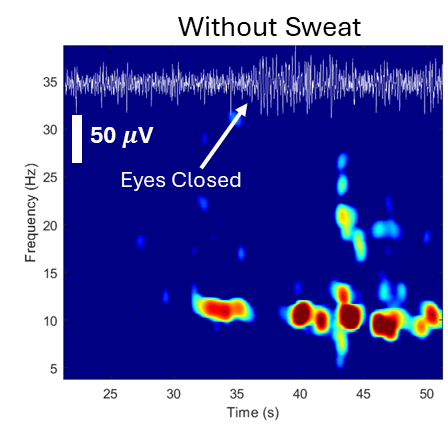 Without Sweat
35
30
25
20
15
10
5
Frequency (Hz)
50 𝝁V
Eyes Closed
25 30 35 40 45 50
Time (s)